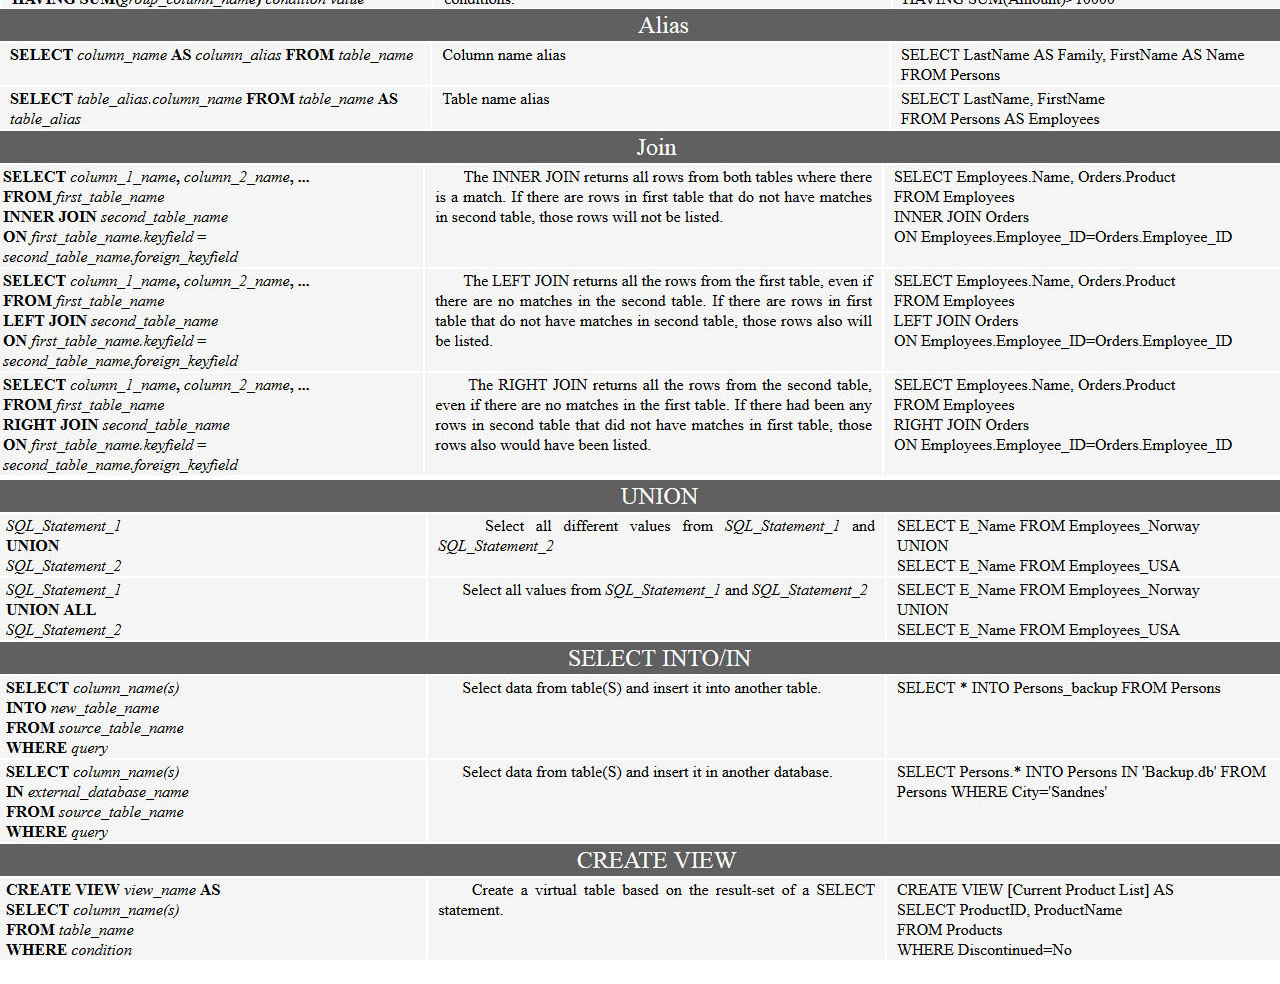 HAVING SUM(group_column_name) condition value
conditions.
HAVING SUM(Amount)>10000
Alias
SELECT column_name AS column_alias FROM table_name
Column name alias
SELECT LastName AS Family, FirstName AS Name
FROM Persons
SELECT table_alias.column_name FROM table_name AS
table_alias
Table name alias
SELECT LastName, FirstName
FROM Persons AS Employees
Join
SELECT column_1_name, column_2_name, ...
FROM first_table_name
INNER JOIN second_table_name
ON first_table_name.keyfield =
second_table_name.foreign_keyfield
The INNER JOIN returns all rows from both tables where there
is a match. If there are rows in first table that do not have matches
in second table, those rows will not be listed.
SELECT Employees.Name, Orders.Product
FROM Employees
INNER JOIN Orders
ON Employees.Employee_ID=Orders.Employee_ID
SELECT column_1_name, column_2_name, ...
FROM first_table_name
LEFT JOIN second_table_name
ON first_table_name.keyfield =
second_table_name.foreign_keyfield
The LEFT JOIN returns all the rows from the first table, even if
there are no matches in the second table. If there are rows in first
table that do not have matches in second table, those rows also will
be listed.
SELECT Employees.Name, Orders.Product
FROM Employees
LEFT JOIN Orders
ON Employees.Employee_ID=Orders.Employee_ID
SELECT column_1_name, column_2_name, ...
FROM first_table_name
RIGHT JOIN second_table_name
ON first_table_name.keyfield =
second_table_name.foreign_keyfield
The RIGHT JOIN returns all the rows from the second table,
even if there are no matches in the first table. If there had been any
rows in second table that did not have matches in first table, those
rows also would have been listed.
SELECT Employees.Name, Orders.Product
FROM Employees
RIGHT JOIN Orders
ON Employees.Employee_ID=Orders.Employee_ID
UNION
SQL_Statement_1
UNION
SQL_Statement_2
Select all different values from SQL_Statement_1 and
SQL_Statement_2
SELECT E_Name FROM Employees_Norway
UNION
SELECT E_Name FROM Employees_USA
SQL_Statement_1
UNION ALL
SQL_Statement_2
Select all values from SQL_Statement_1 and SQL_Statement_2
SELECT E_Name FROM Employees_Norway
UNION
SELECT E_Name FROM Employees_USA
SELECT INTO/IN
SELECT column_name(s)
INTO new_table_name
FROM source_table_name
WHERE query
Select data from table(S) and insert it into another table.
SELECT * INTO Persons_backup FROM Persons
SELECT column_name(s)
IN external_database_name
FROM source_table_name
WHERE query
Select data from table(S) and insert it in another database.
SELECT Persons.* INTO Persons IN 'Backup.db' FROM
Persons WHERE City='Sandnes'
CREATE VIEW
CREATE VIEW view_name AS
SELECT column_name(s)
FROM table_name
WHERE condition
Create a virtual table based on the result-set of a SELECT
statement.
CREATE VIEW [Current Product List] AS
SELECT ProductID, ProductName
FROM Products
WHERE Discontinued=No